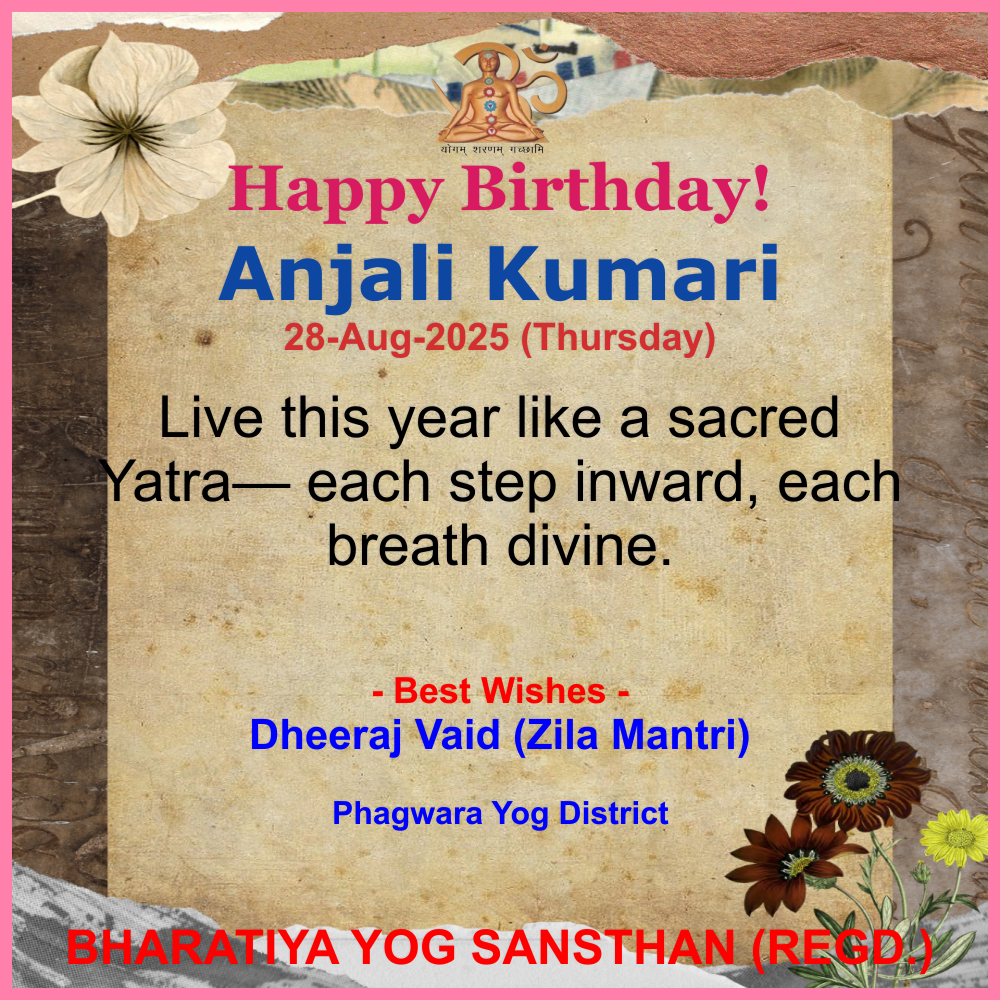 योगम् शरणम् गच्छामि
Happy Birthday!
Anjali Kumari
28-Aug-2025 (Thursday)
Live this year like a sacred
Yatra— each step inward, each
breath divine.
- Best Wishes -
Dheeraj Vaid (Zila Mantri)
Phagwara Yog District
BHARATIYA YOG SANSTHAN (REGD.)